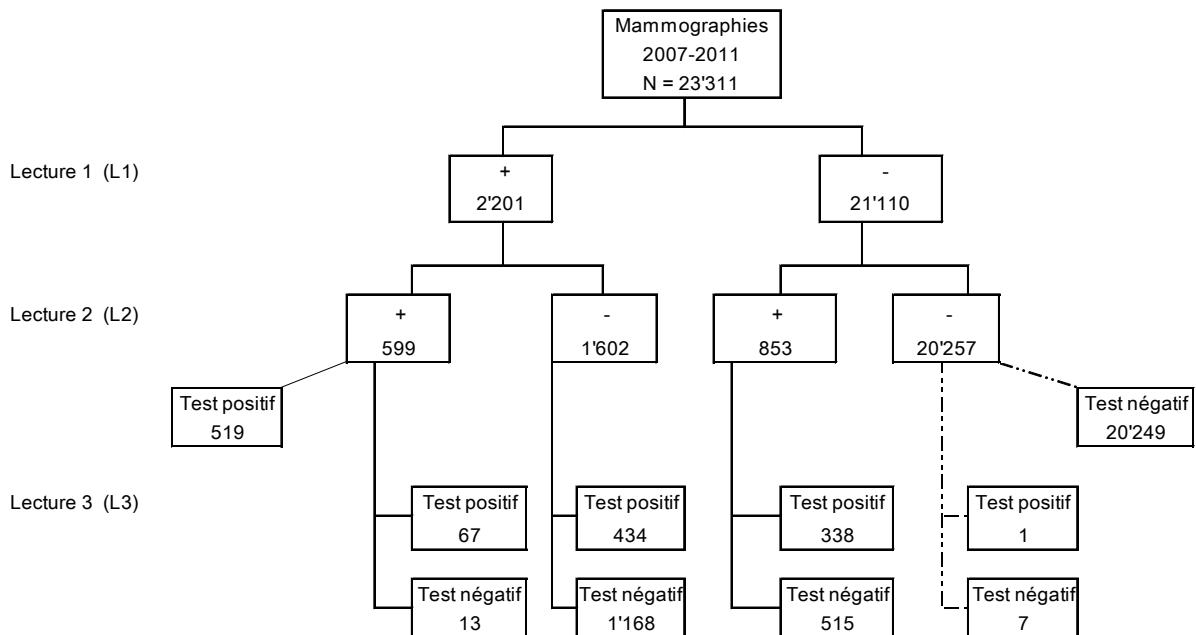 Mammographies
2007-2011
N = 23'311
Lecture 1 (L1)
+
2'201
-
21'110
Lecture 2 (L2)
+
599
-
1'602
+
853
-
20'257
Test positif
519
Test négatif
20'249
Lecture 3 (L3)
Test positif
67
Test positif
434
Test positif
338
Test positif
1
Test négatif
13
Test négatif
1'168
Test négatif
515
Test négatif
7